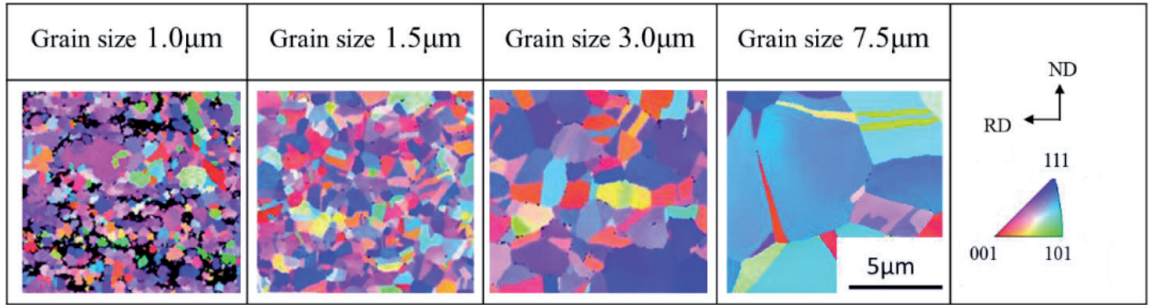 Grain size 1.0μm
Grain size 1.5μm
Grain size 3.0μm
Grain size 7.5μm
ND
RD
111
001
101
5μm